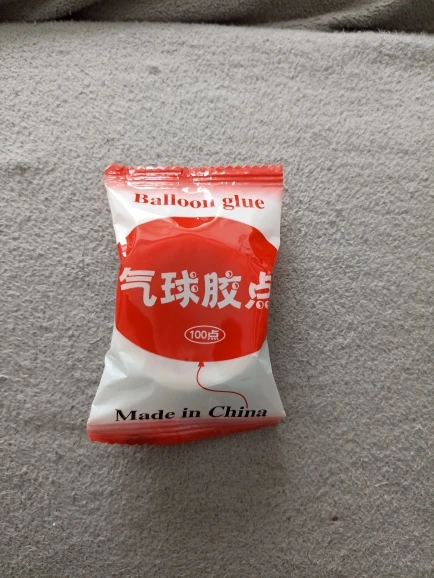 Balloon glue
气球胶点
100点
Made in China